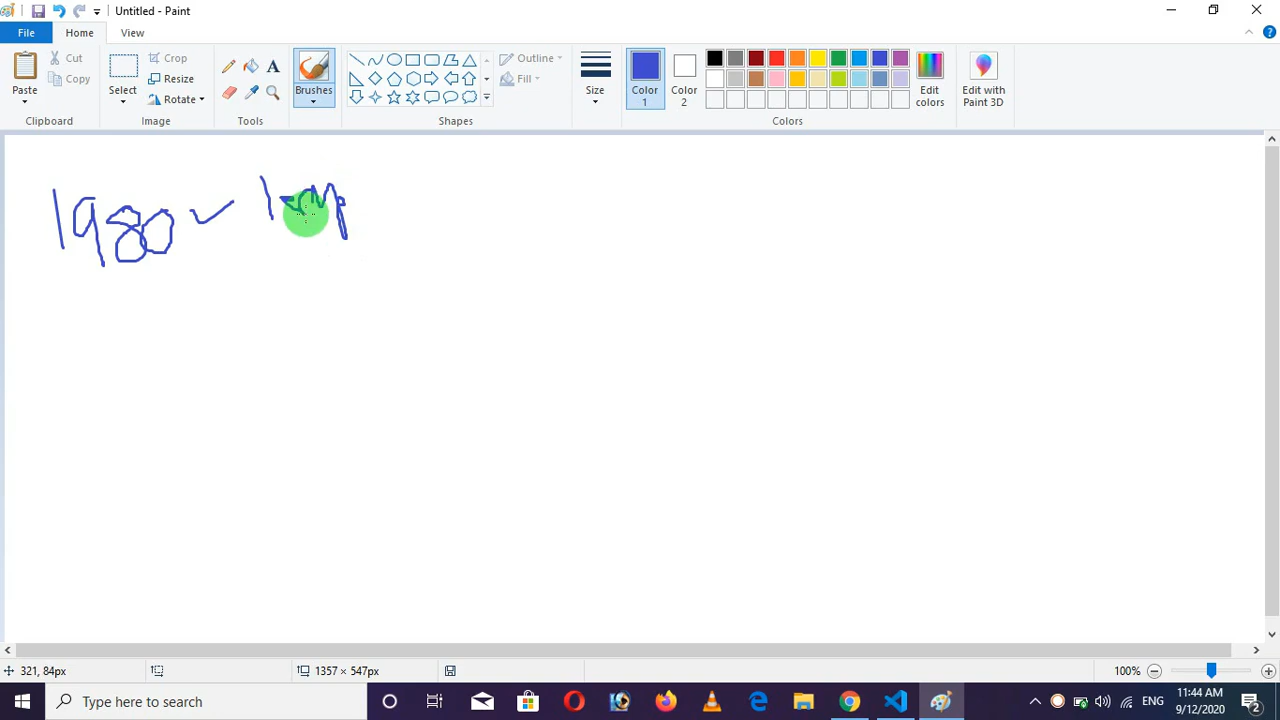 Untitled - Paint
File Home View
Paste
Cut
Copy
Clipboard
Select
Crop
Resize
Rotate
Image
Tools
Brushes
Shapes
Outline
Fill
Size
Color 1
Color 2
Colors
Edit colors
Edit with Paint 3D
1980
321, 84px
1357 × 547px
100%
Type here to search
ENG
11:44 AM
9/12/2020
2